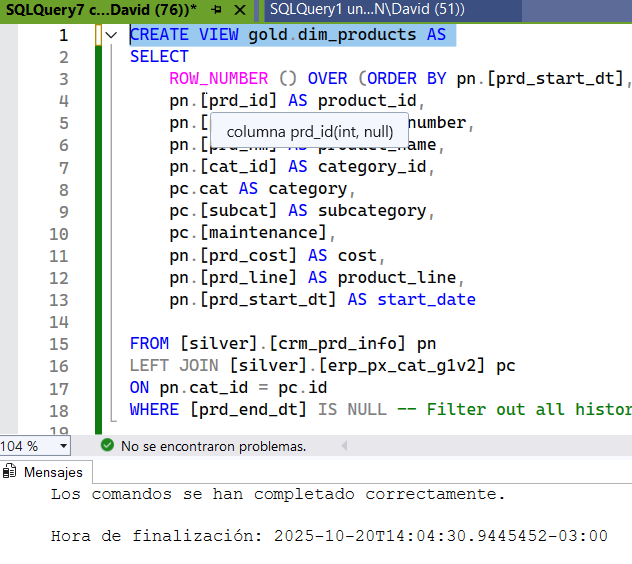 SQLQuery7 c...David (76))*
SQLQuery1 un...N\David (51))
1 CREATE VIEW gold.dim_products AS
2 SELECT
3 ROW_NUMBER () OVER (ORDER BY pn.[prd_start_dt],
4 pn.[prd_id] AS product_id,
5 pn.[ number,
columna prd_id(int, null)
6 pn.[prd_nm] AS product_name,
7 pn.[cat_id] AS category_id,
8 pc.cat AS category,
9 pc.[subcat] AS subcategory,
10 pc.[maintenance],
11 pn.[prd_cost] AS cost,
12 pn.[prd_line] AS product_line,
13 pn.[prd_start_dt] AS start_date
14
15 FROM [silver].[crm_prd_info] pn
16 LEFT JOIN [silver].[erp_px_cat_g1v2] pc
17 ON pn.cat_id = pc.id
18 WHERE [prd_end_dt] IS NULL -- Filter out all histor
19
104 %
No se encontraron problemas.
Mensajes
Los comandos se han completado correctamente.
Hora de finalización: 2025-10-20T14:04:30.9445452-03:00